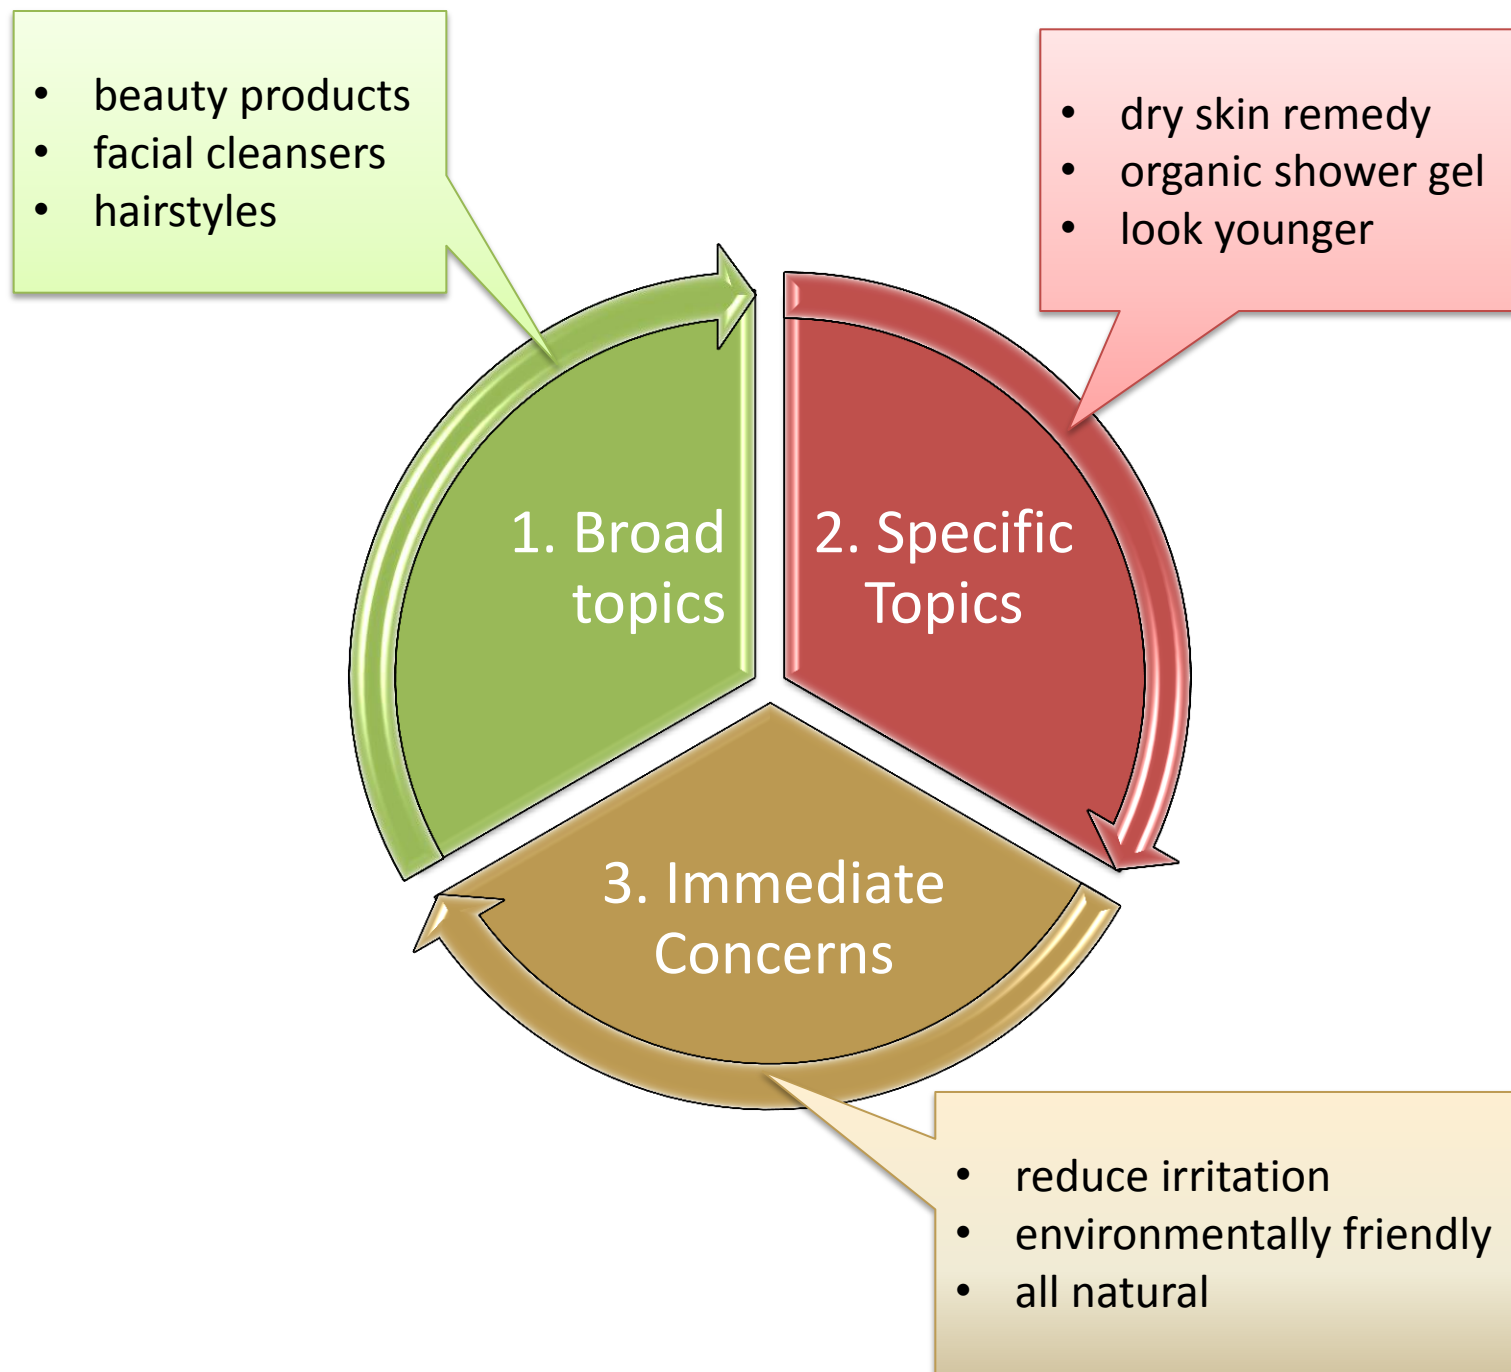 • beauty products
• facial cleansers
• hairstyles
• dry skin remedy
• organic shower gel
• look younger
1. Broad
topics
2. Specific
Topics
3. Immediate
Concerns
• reduce irritation
• environmentally friendly
• all natural